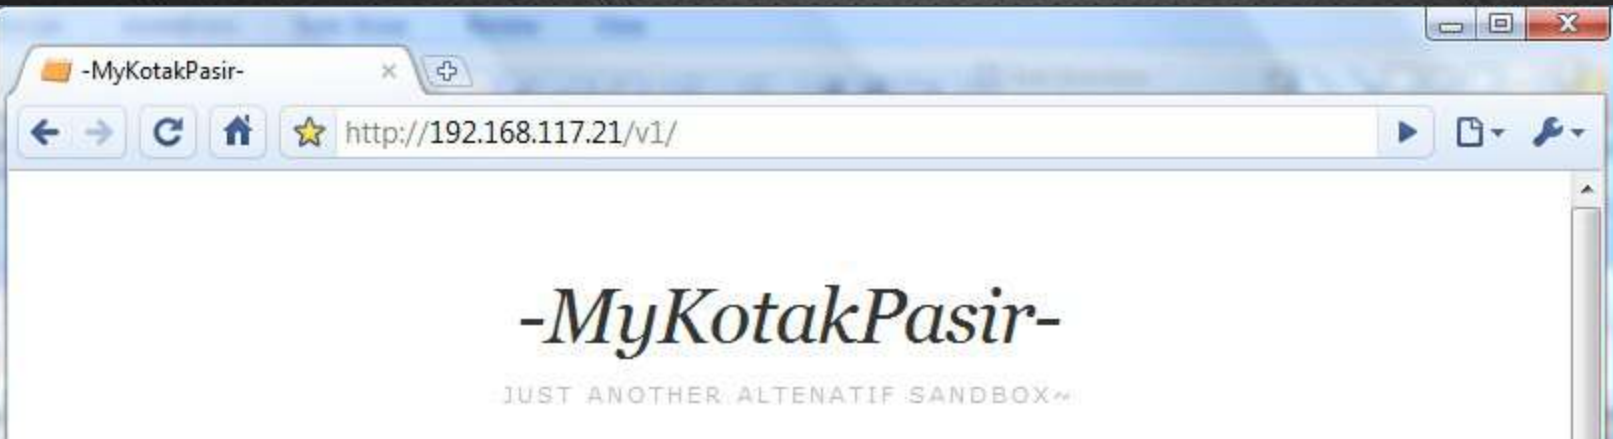 -MyKotakPasir-
http://192.168.117.21/v1/
-MyKotakPasir-
JUST ANOTHER ALTENATIF SANDBOX~